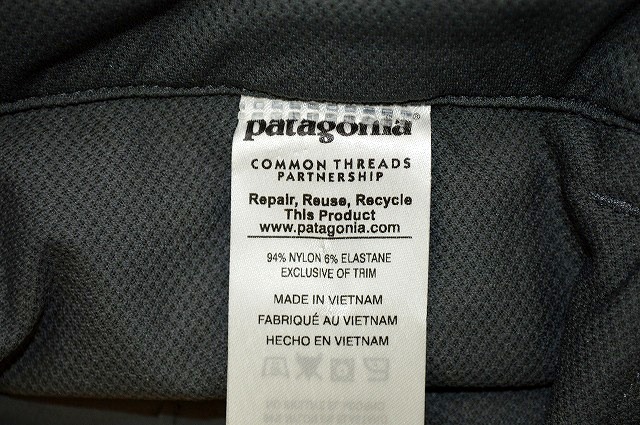 patagonia®
COMMON THREADS
PARTNERSHIP
Repair, Reuse, Recycle
This Product
www.patagonia.com
94% NYLON 6% ELASTANE
EXCLUSIVE OF TRIM
MADE IN VIETNAM
FABRIQUÉ AU VIETNAM
HECHO EN VIETNAM